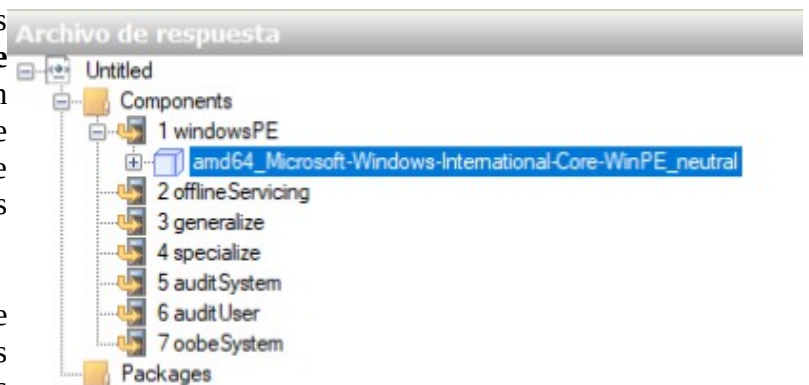 Archivo de respuesta
Untitled
Components
1 windowsPE
amd64_Microsoft-Windows-International-Core-WinPE_neutral
2 offlineServicing
3 generalize
4 specialize
5 auditSystem
6 auditUser
7 oobeSystem
Packages